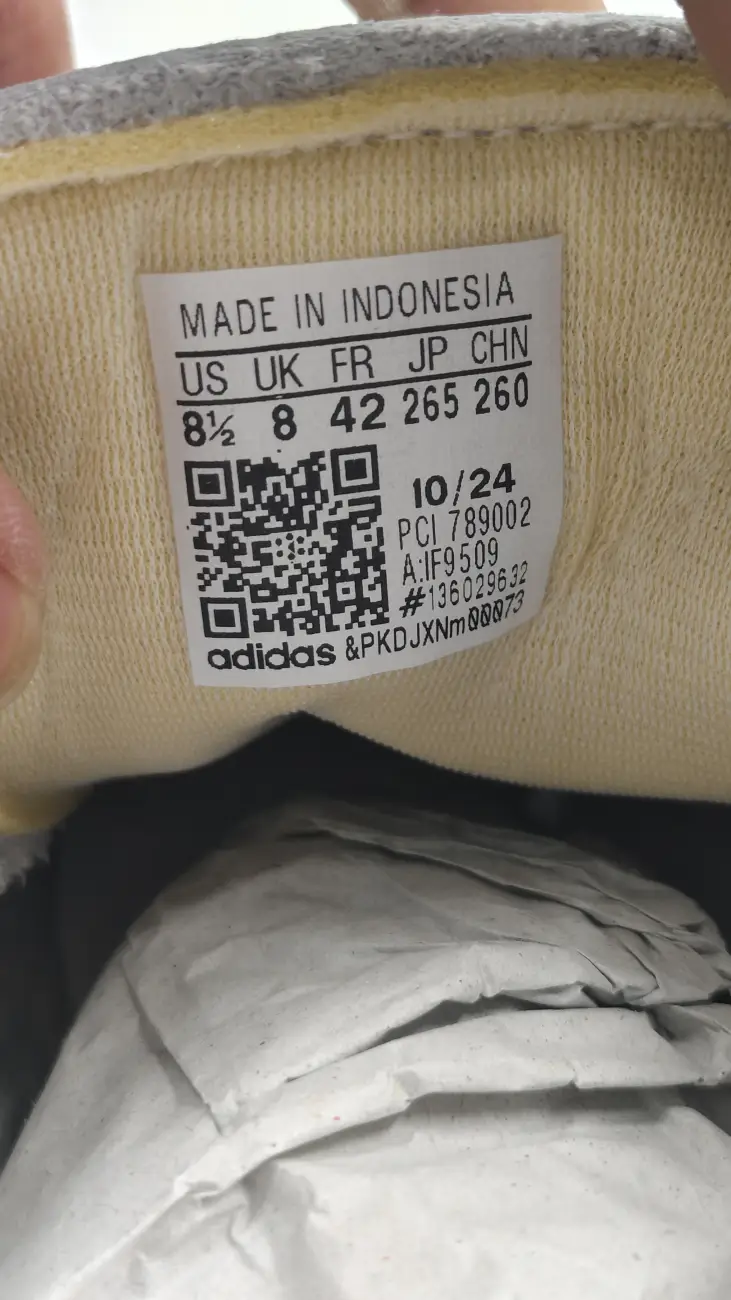 MADE IN INDONESIA
US UK FR JP CHN
8½ 8 42 265 260
10/24
PCI 789002
A:IF9509
#136029632
adidas &PKDJXNm00073